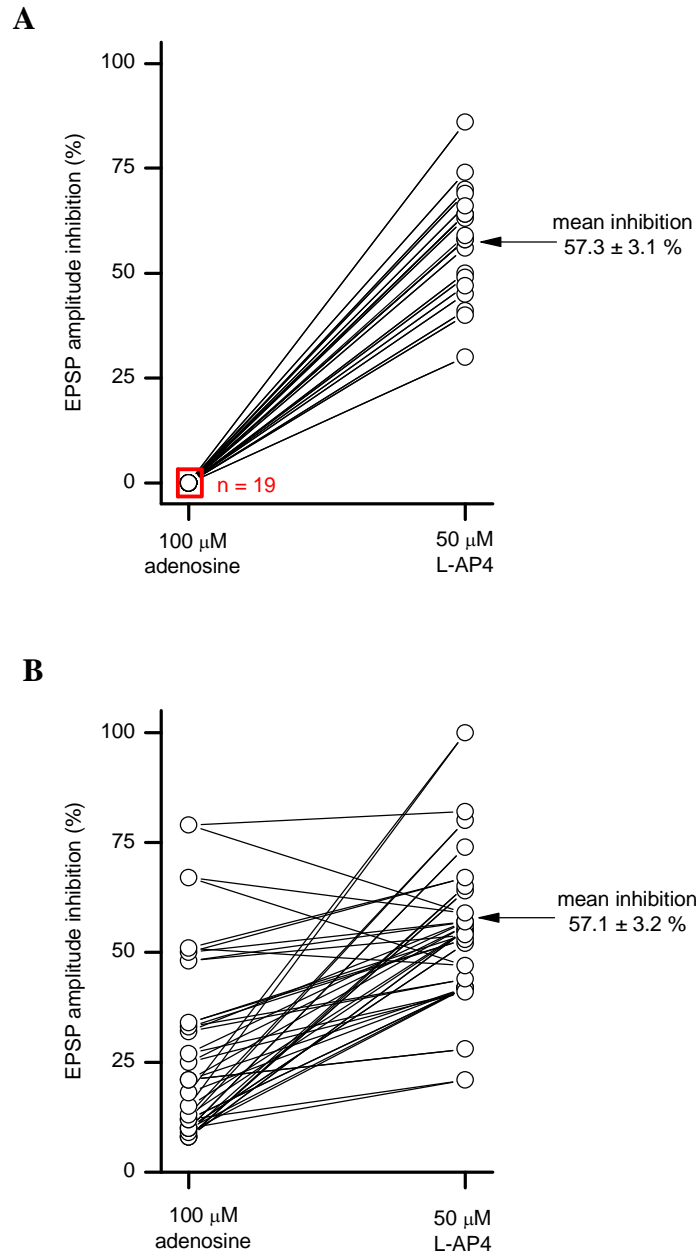 A
100
75
50
25
0
EPSP amplitude inhibition (%)
mean inhibition
57.3 ± 3.1 %
n = 19
100 μM
adenosine
50 μM
L-AP4
B
100
75
50
25
0
EPSP amplitude inhibition (%)
mean inhibition
57.1 ± 3.2 %
100 μM
adenosine
50 μM
L-AP4